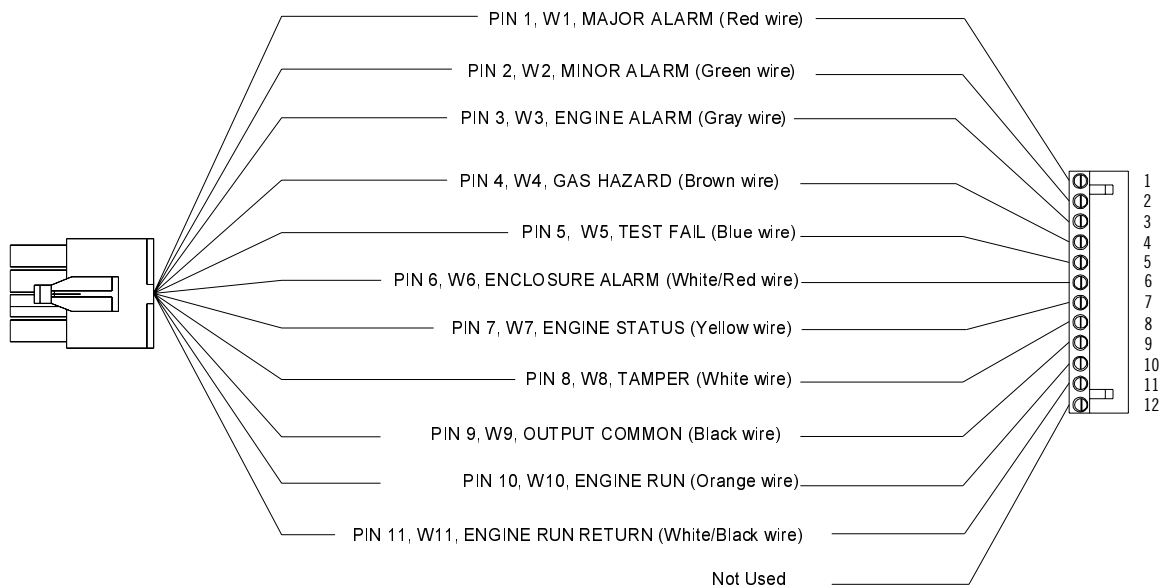 PIN 1, W1, MAJOR ALARM (Red wire)
PIN 2, W2, MINOR ALARM (Green wire)
PIN 3, W3, ENGINE ALARM (Gray wire)
PIN 4, W4, GAS HAZARD (Brown wire)
PIN 5, W5, TEST FAIL (Blue wire)
PIN 6, W6, ENCLOSURE ALARM (White/Red wire)
PIN 7, W7, ENGINE STATUS (Yellow wire)
PIN 8, W8, TAMPER (White wire)
PIN 9, W9, OUTPUT COMMON (Black wire)
PIN 10, W10, ENGINE RUN (Orange wire)
PIN 11, W11, ENGINE RUN RETURN (White/Black wire)
Not Used
1
2
3
4
5
6
7
8
9
10
11
12